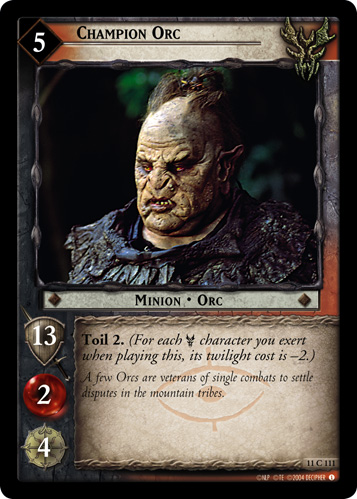 5
Champion Orc
Minion • Orc
13
2
4
Toil 2. (For each character you exert
when playing this, its twilight cost is –2.)
A few Orcs are veterans of single combats to settle
disputes in the mountain tribes.
11 C 111
©NLP ©TE ©2004 DECIPHER